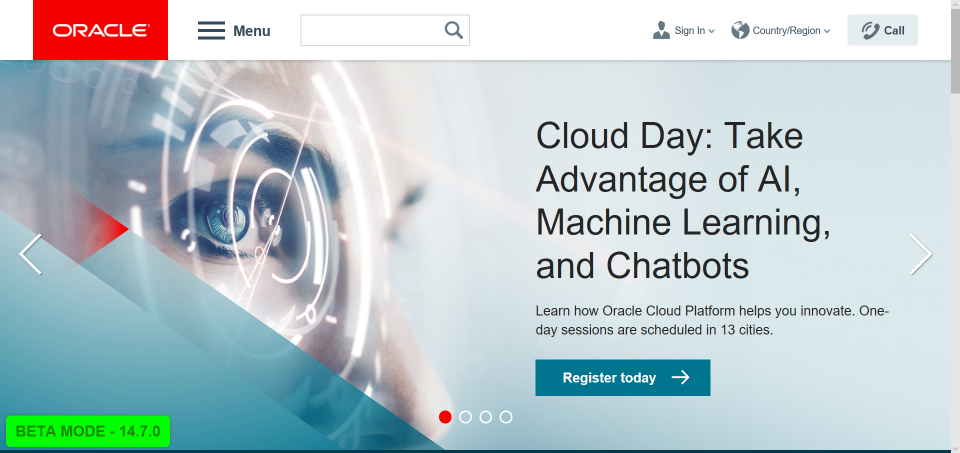 ORACLE
Menu
Sign In
Country/Region
Call
Cloud Day: Take
Advantage of AI,
Machine Learning,
and Chatbots
Learn how Oracle Cloud Platform helps you innovate. One-
day sessions are scheduled in 13 cities.
Register today
BETA MODE - 14.7.0